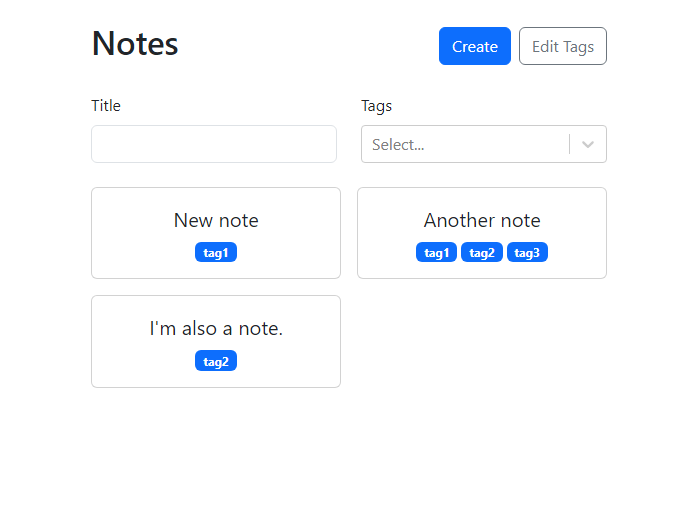 Notes Create Edit Tags
Title Tags
Select...
New note Another note
tag1 tag1 tag2 tag3
I'm also a note.
tag2